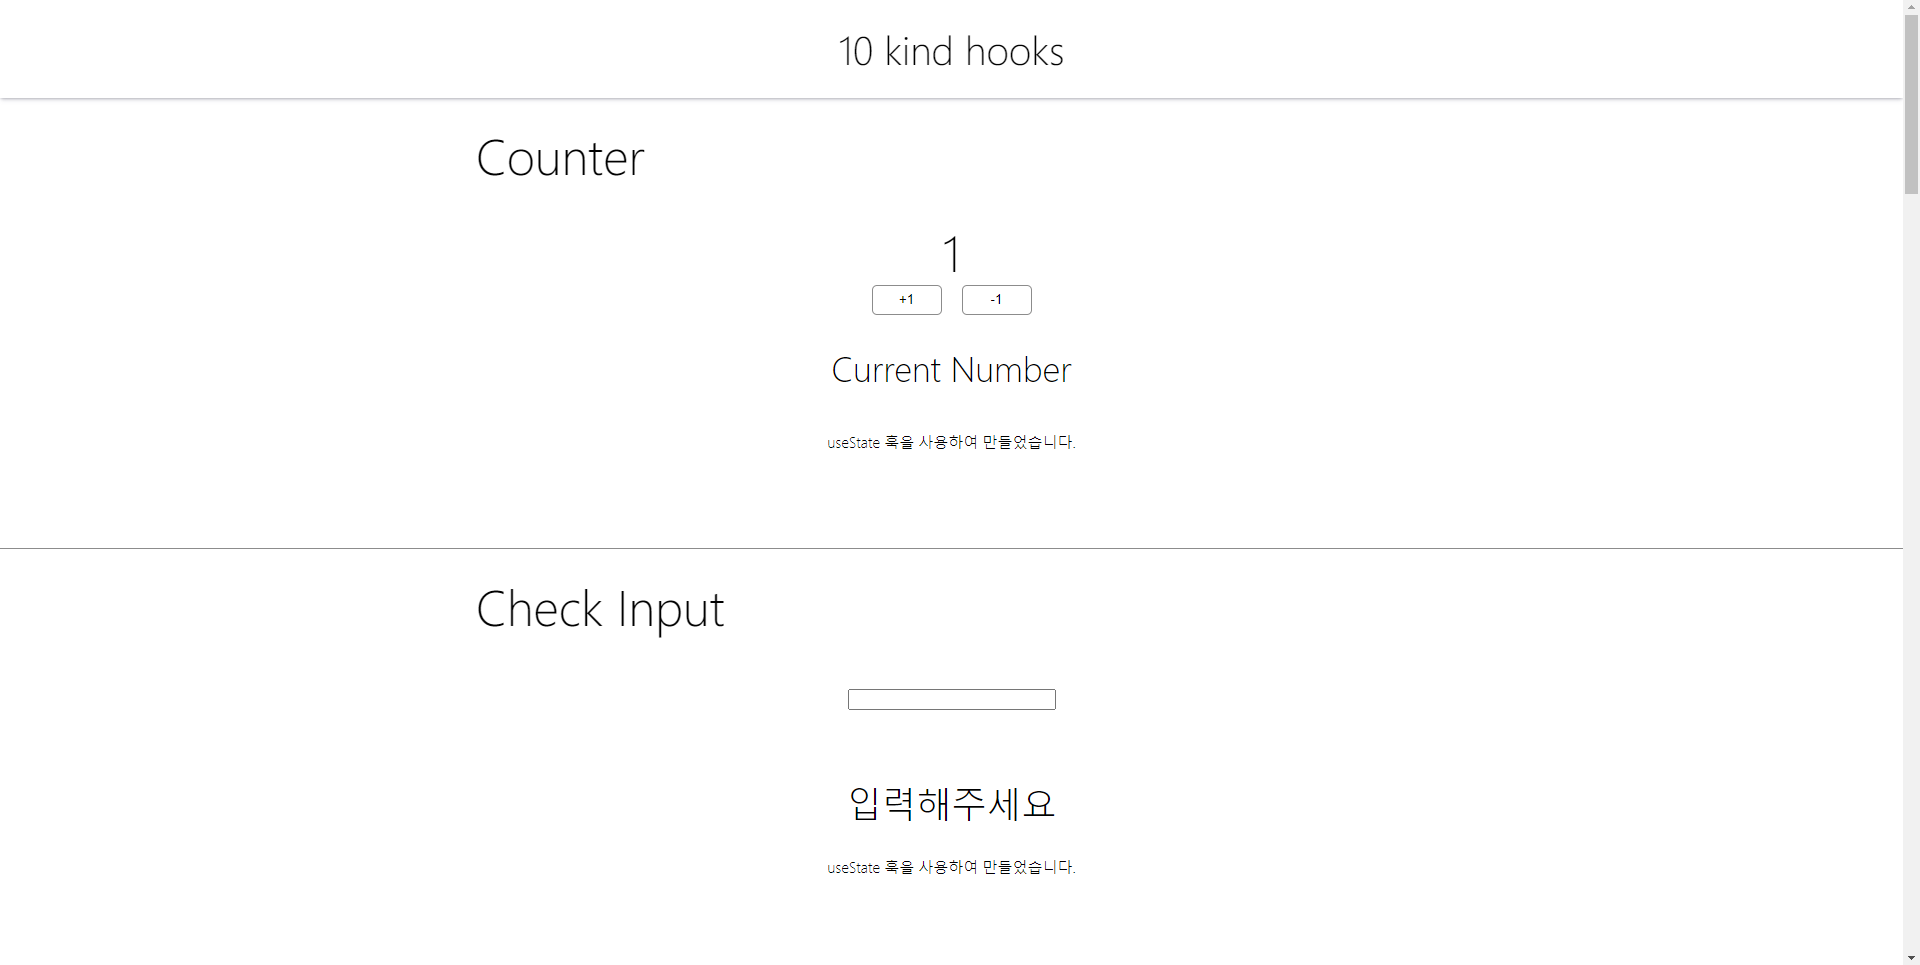 10 kind hooks
Counter
1
+1 -1
Current Number
useState 훅을 사용하여 만들었습니다.
Check Input
입력해주세요
useState 훅을 사용하여 만들었습니다.